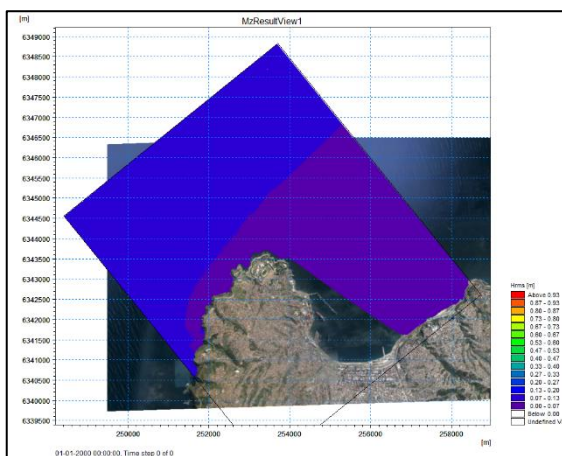 MzResultView1
[m]
6349000
6348500
6348000
6347500
6347000
6346500
6346000
6345500
6345000
6344500
6344000
6343500
6343000
6342500
6342000
6341500
6341000
6340500
6340000
6339500
250000
252000
254000
256000
258000
[m]
01-01-2000 00:00:00, Time step 0 of 0
Hrms [m]
Above 0.93
0.87 - 0.93
0.80 - 0.87
0.73 - 0.80
0.67 - 0.73
0.60 - 0.67
0.53 - 0.60
0.47 - 0.53
0.40 - 0.47
0.33 - 0.40
0.27 - 0.33
0.20 - 0.27
0.13 - 0.20
0.07 - 0.13
0.00 - 0.07
Below 0.00
Undefined V